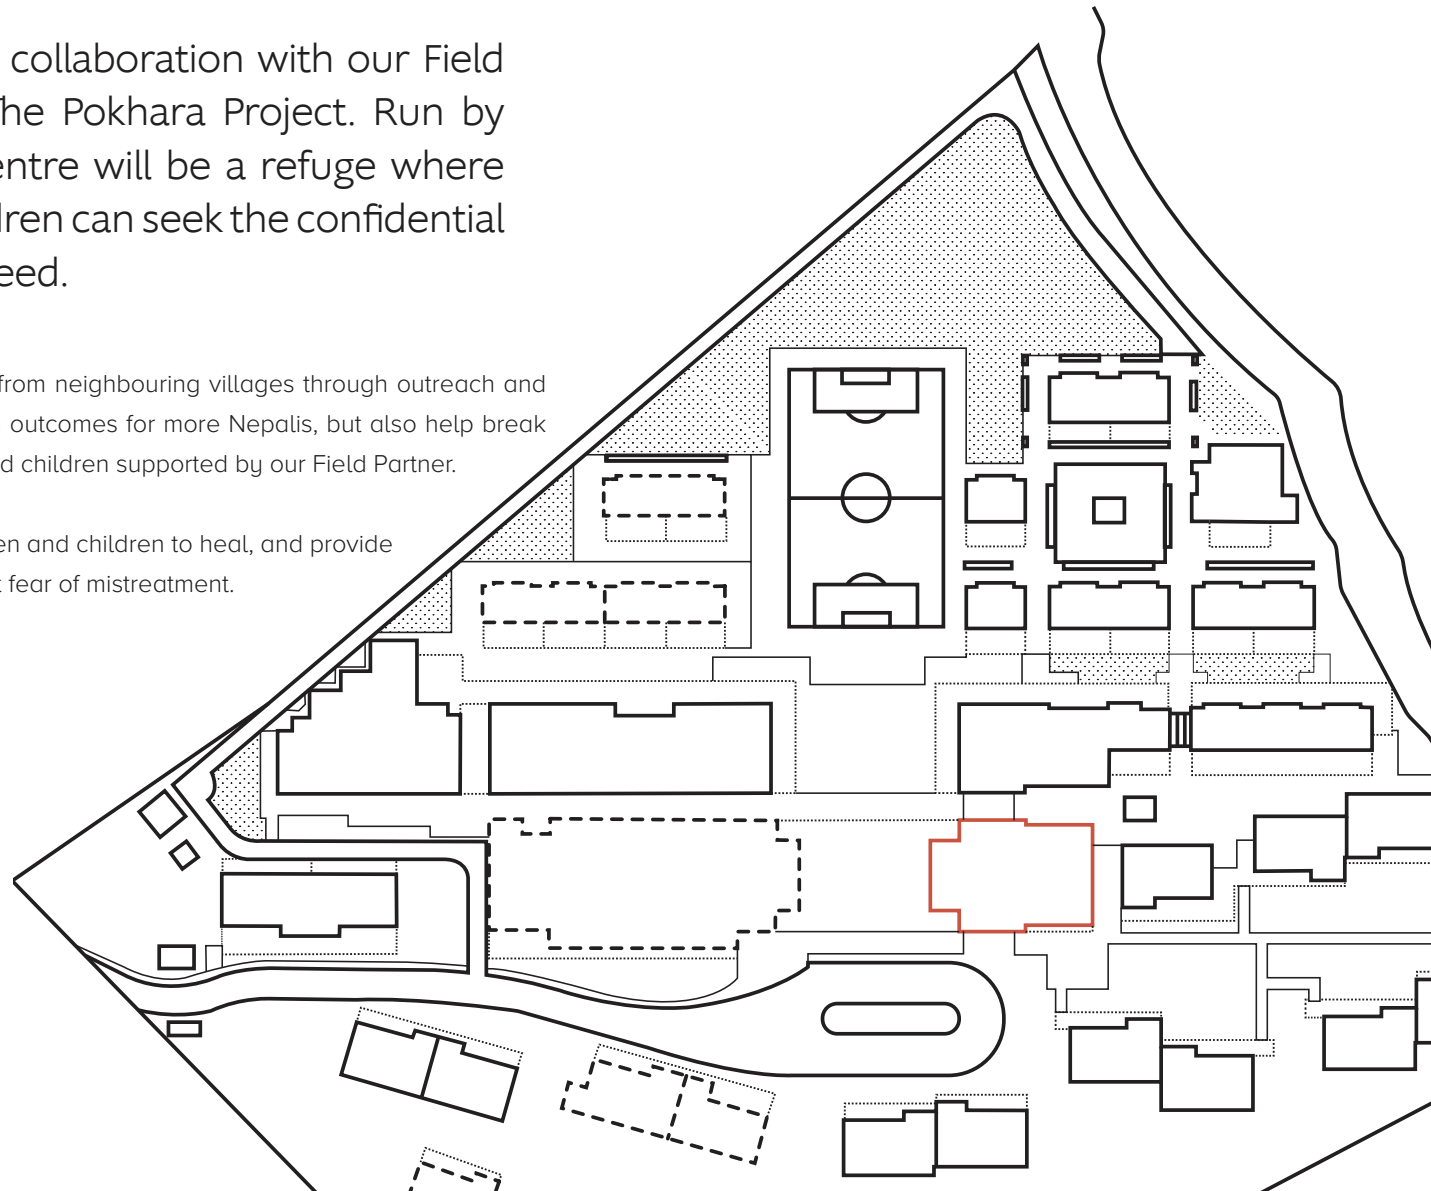 collaboration with our Field
The Pokhara Project. Run by
entre will be a refuge where
dren can seek the confidential
eed.
from neighbouring villages through outreach and
outcomes for more Nepalis, but also help break
d children supported by our Field Partner.
en and children to heal, and provide
t fear of mistreatment.